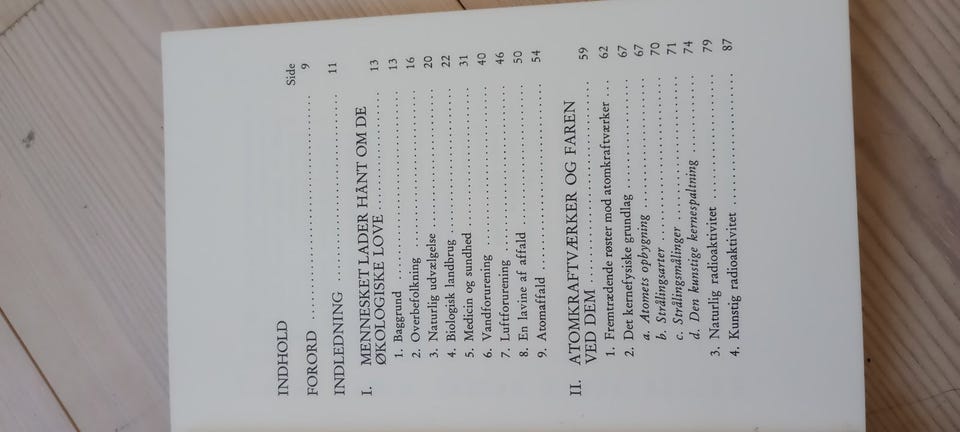 INDHOLD
Side
FORORD .......................................... 9
INDLEDNING .................................. 11
I. MENNESKET LADER HÅNT OM DE
ØKOLOGISKE LOVE ....................... 13
1. Baggrund .................................. 13
2. Overbefolkning ............................ 16
3. Naturlig udvælgelse ........................ 20
4. Biologisk landbrug .......................... 22
5. Medicin og sundhed ........................ 31
6. Vandforurening ............................ 40
7. Luftforurening .............................. 46
8. En lavine af affald .......................... 50
9. Atomaffald .................................. 54
II. ATOMKRAFTVÆRKER OG FAREN
VED DEM .................................. 59
1. Fremtrædende røster mod atomkraftværker ... 62
2. Det kernefysiske grundlag .................... 67
a. Atomets opbygning ........................ 67
b. Strålingsarter .............................. 70
c. Strålingsmålinger .......................... 71
d. Den kunstige kernespaltning ................ 74
3. Naturlig radioaktivitet ...................... 79
4. Kunstig radioaktivitet ........................ 87